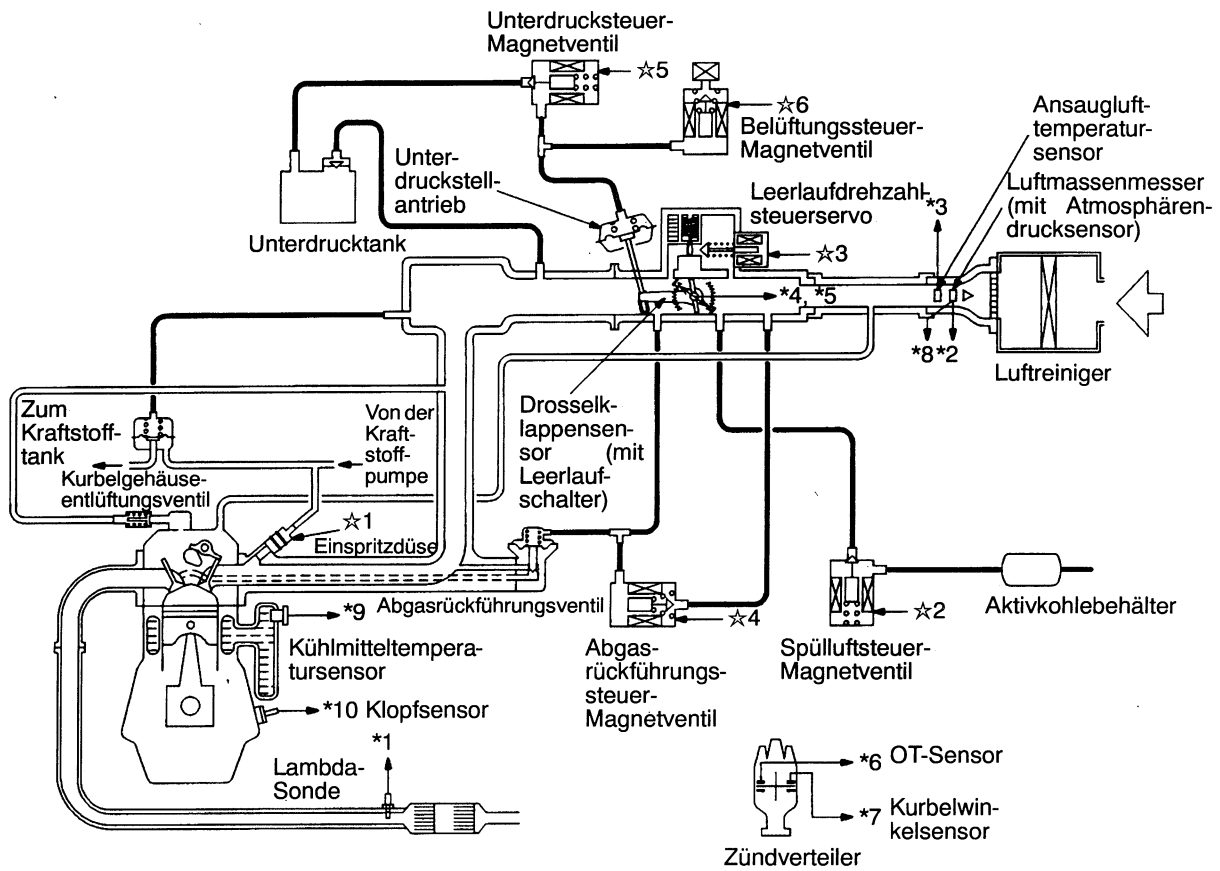 Unterdrucksteuer-
Magnetventil
☆5
☆6
Belüftungssteuer-
Magnetventil
Ansaugluft-
temperatur-
sensor
Luftmassenmesser
(mit Atmosphären-
drucksensor)
Unter-
druckstell-
antrieb
Unterdrucktank
Leerlaufdrehzahl-
steuerservo
*3
☆3
*4, *5
*8 *2
Luftreiniger
Zum
Kraftstoff-
tank
Von der
Kraft-
stoff-
pumpe
Kurbelgehäuse-
entlüftungsventil
Drosselk-
lappensen-
sor (mit
Leerlauf-
schalter)
☆1
Einspritzdüse
Abgasrückführungsventil
*9
Kühlmitteltempera-
tursensor
☆4
Abgas-
rückführungs-
steuer-
Magnetventil
☆2
Spülluftsteuer-
Magnetventil
Aktivkohlebehälter
*10 Klopfsensor
*1
Lambda-
Sonde
*6 OT-Sensor
*7 Kurbelwin-
kelsensor
Zündverteiler